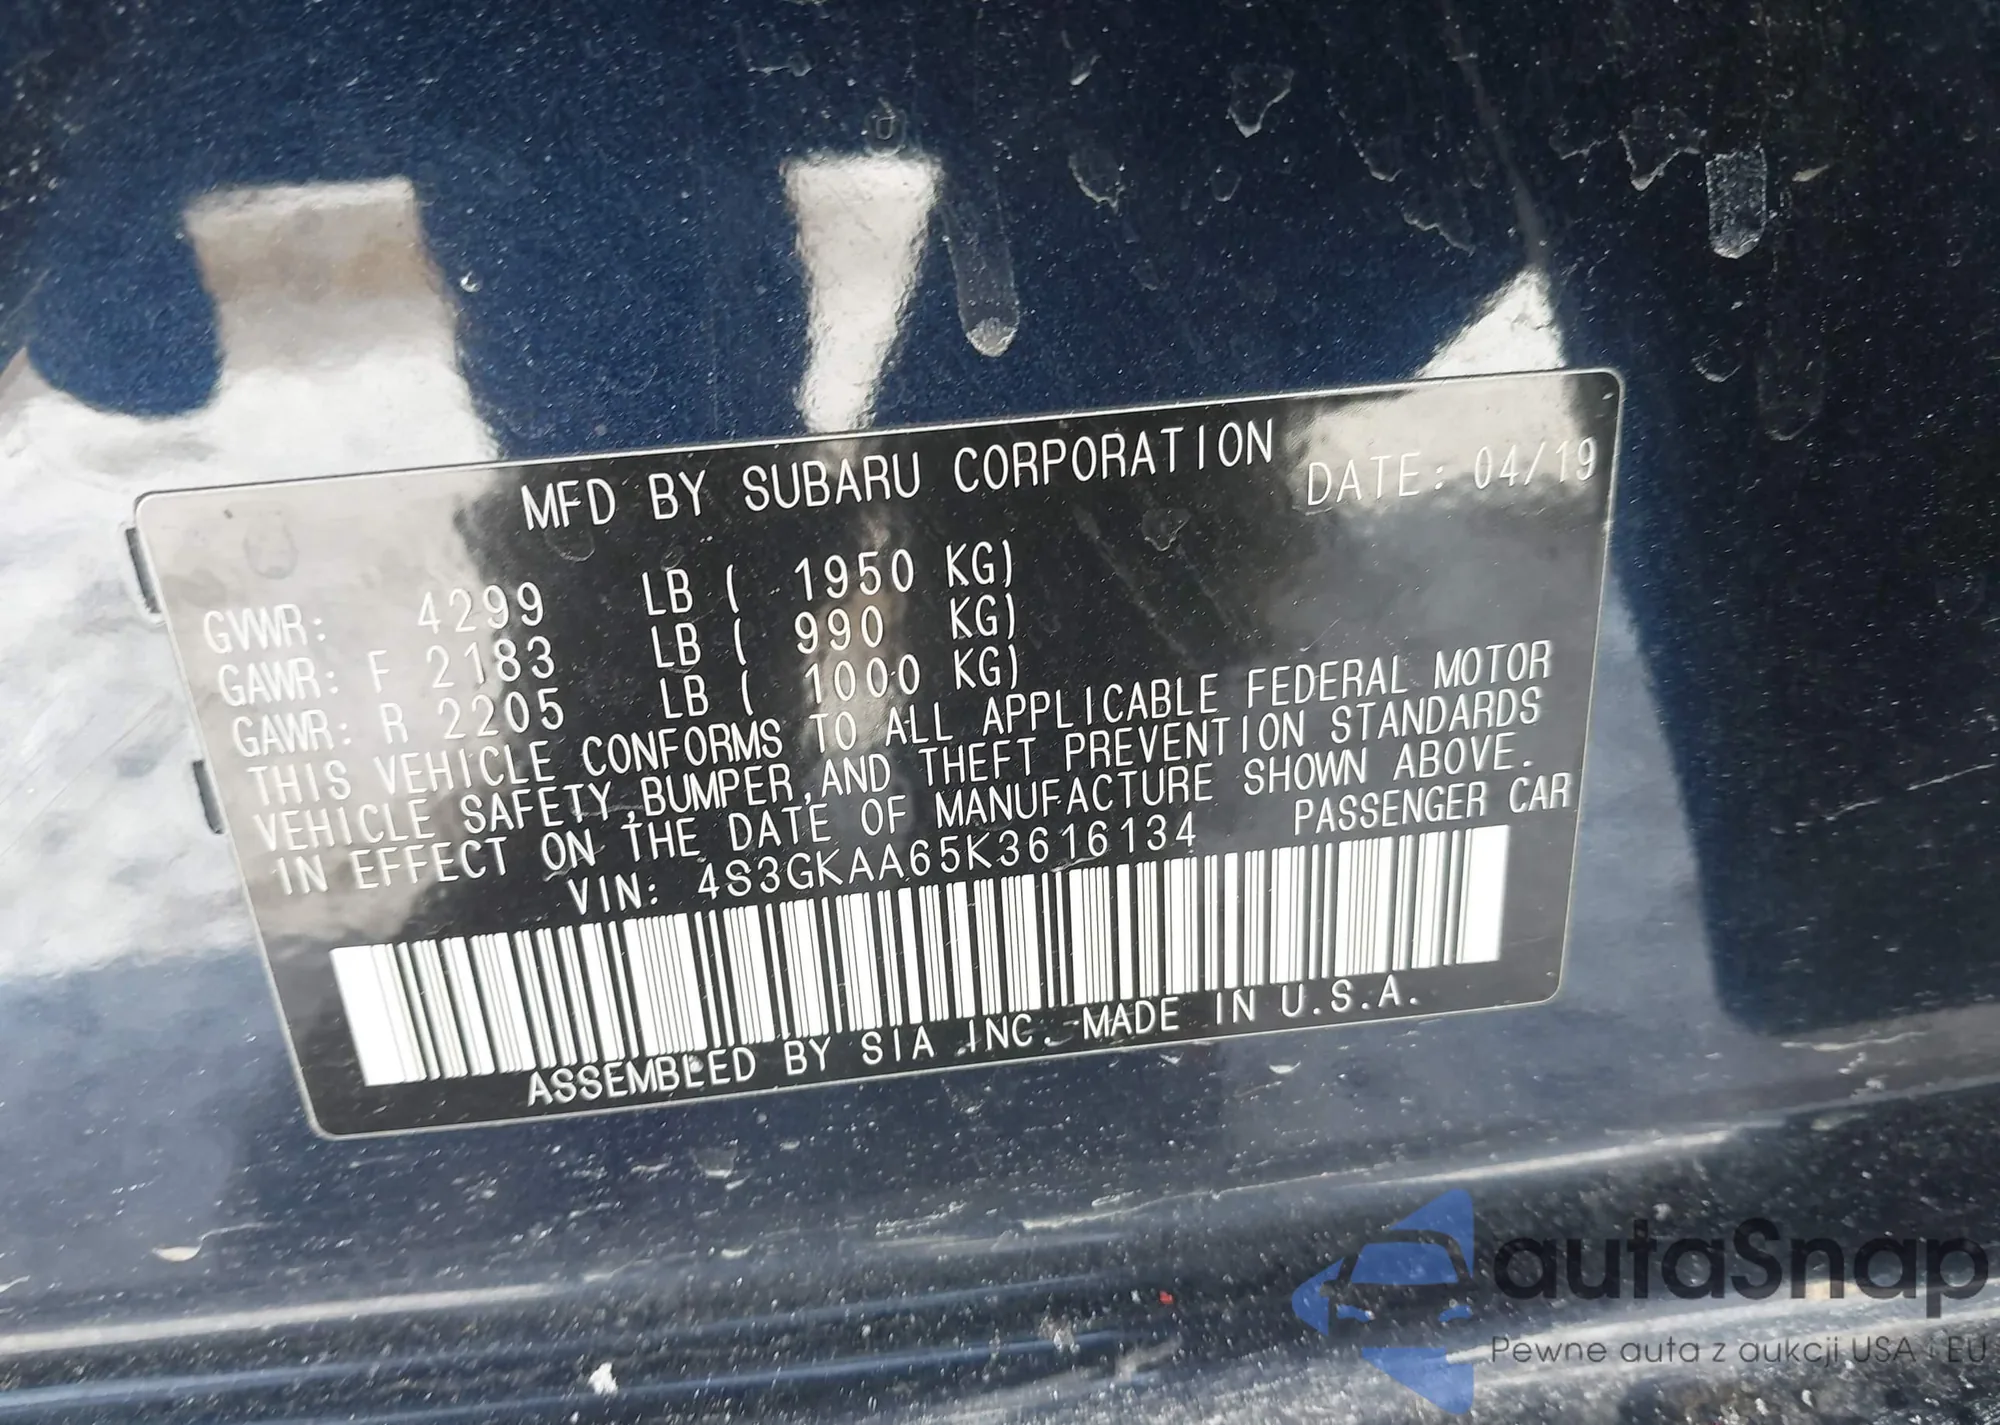 MFD BY SUBARU CORPORATION DATE: 04/19
GVWR: 4299 LB ( 1950 KG)
GAWR: F 2183 LB ( 990 KG)
GAWR: R 2205 LB ( 1000 KG)
THIS VEHICLE CONFORMS TO ALL APPLICABLE FEDERAL MOTOR
VEHICLE SAFETY,BUMPER,AND THEFT PREVENTION STANDARDS
IN EFFECT ON THE DATE OF MANUFACTURE SHOWN ABOVE.
VIN: 4S3GKAA65K3616134 PASSENGER CAR
ASSEMBLED BY SIA INC. MADE IN U.S.A.
autaSnap
Pewne auta z aukcji USA i EU